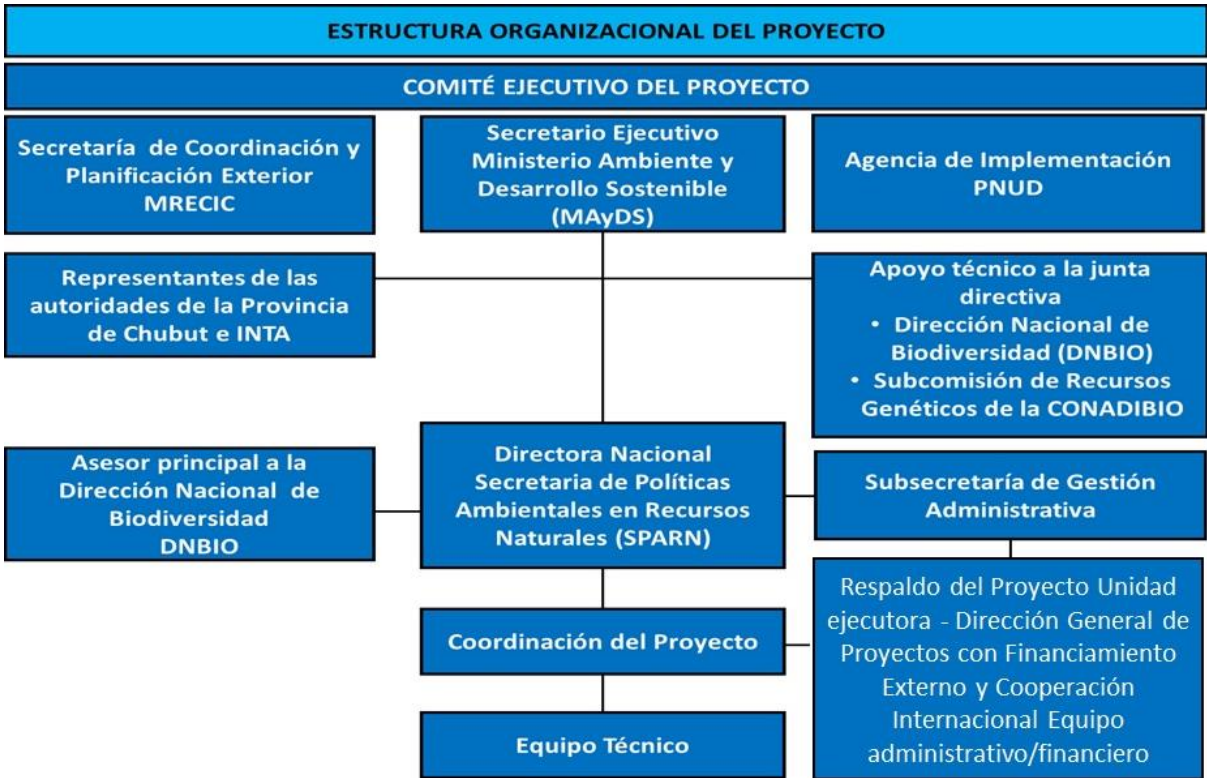 ESTRUCTURA ORGANIZACIONAL DEL PROYECTO
COMITÉ EJECUTIVO DEL PROYECTO
Secretaría de Coordinación y
Planificación Exterior
MRECIC
Secretario Ejecutivo
Ministerio Ambiente y
Desarrollo Sostenible
(MAyDS)
Agencia de Implementación
PNUD
Representantes de las
autoridades de la Provincia
de Chubut e INTA
Apoyo técnico a la junta
directiva
• Dirección Nacional de
Biodiversidad (DNBIO)
• Subcomisión de Recursos
Genéticos de la CONADIBIO
Asesor principal a la
Dirección Nacional de
Biodiversidad
DNBIO
Directora Nacional
Secretaria de Políticas
Ambientales en Recursos
Naturales (SPARN)
Subsecretaría de Gestión
Administrativa
Coordinación del Proyecto
Respaldo del Proyecto Unidad
ejecutora - Dirección General de
Proyectos con Financiamiento
Externo y Cooperación
Internacional Equipo
administrativo/financiero
Equipo Técnico